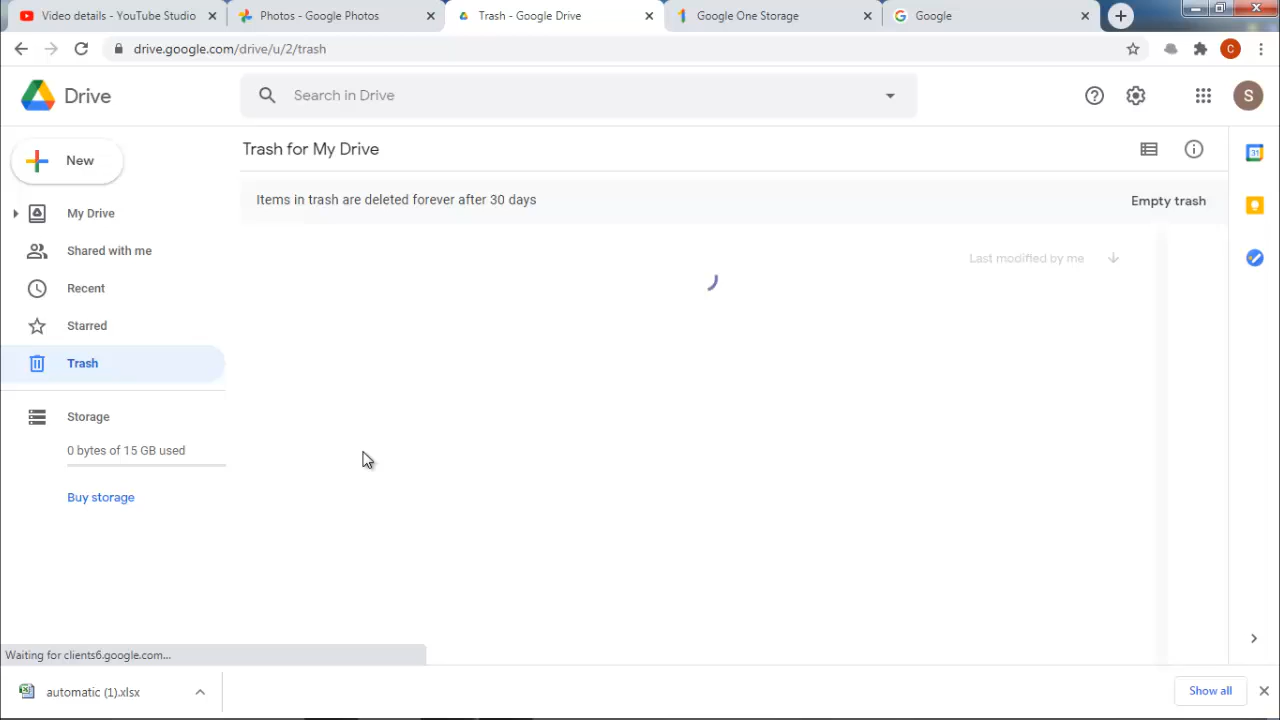 Video details - YouTube Studio
Photos - Google Photos
Trash - Google Drive
Google One Storage
Google
drive.google.com/drive/u/2/trash
C
Drive
Search in Drive
S
New
Trash for My Drive
31
Items in trash are deleted forever after 30 days
Empty trash
My Drive
Shared with me
Last modified by me
Recent
Starred
Trash
Storage
0 bytes of 15 GB used
Buy storage
Waiting for clients6.google.com...
automatic (1).xlsx
Show all